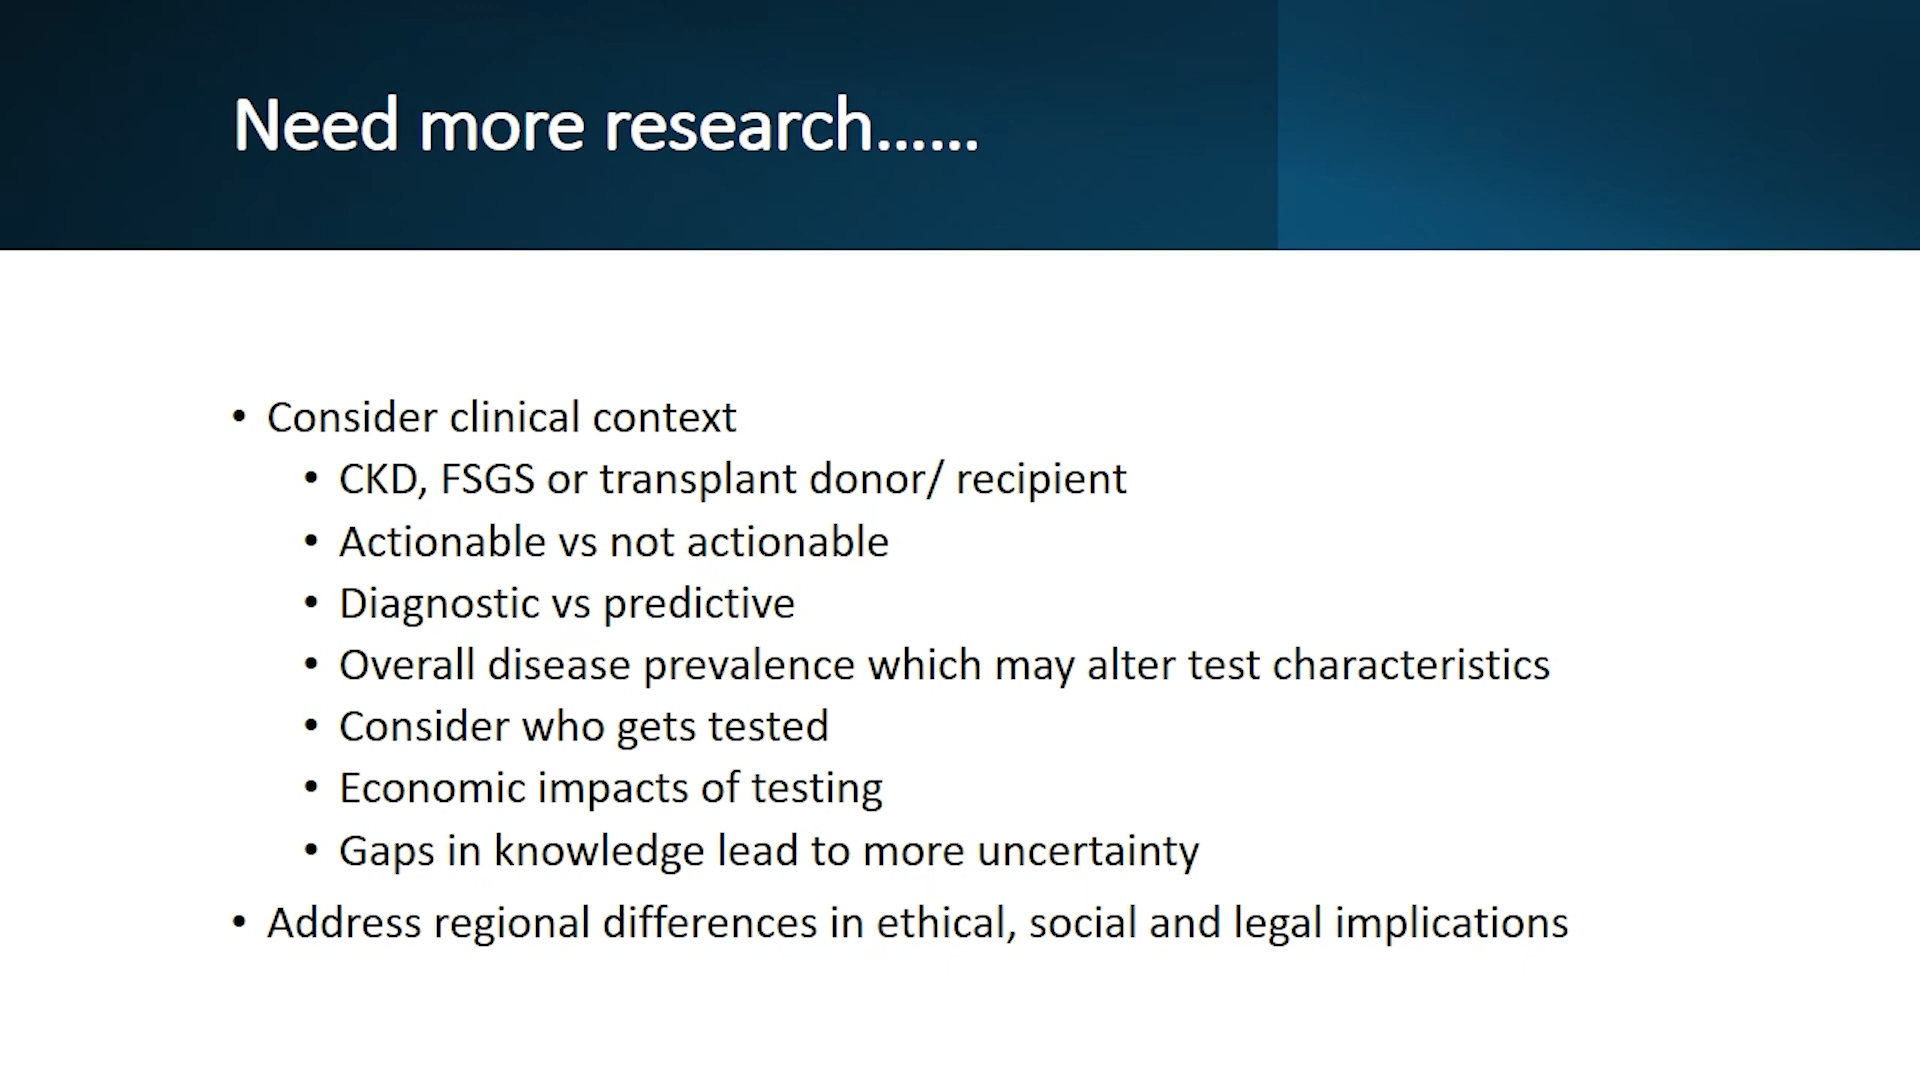 Need more research......
• Consider clinical context
• CKD, FSGS or transplant donor/ recipient
• Actionable vs not actionable
• Diagnostic vs predictive
• Overall disease prevalence which may alter test characteristics
• Consider who gets tested
• Economic impacts of testing
• Gaps in knowledge lead to more uncertainty
• Address regional differences in ethical, social and legal implications